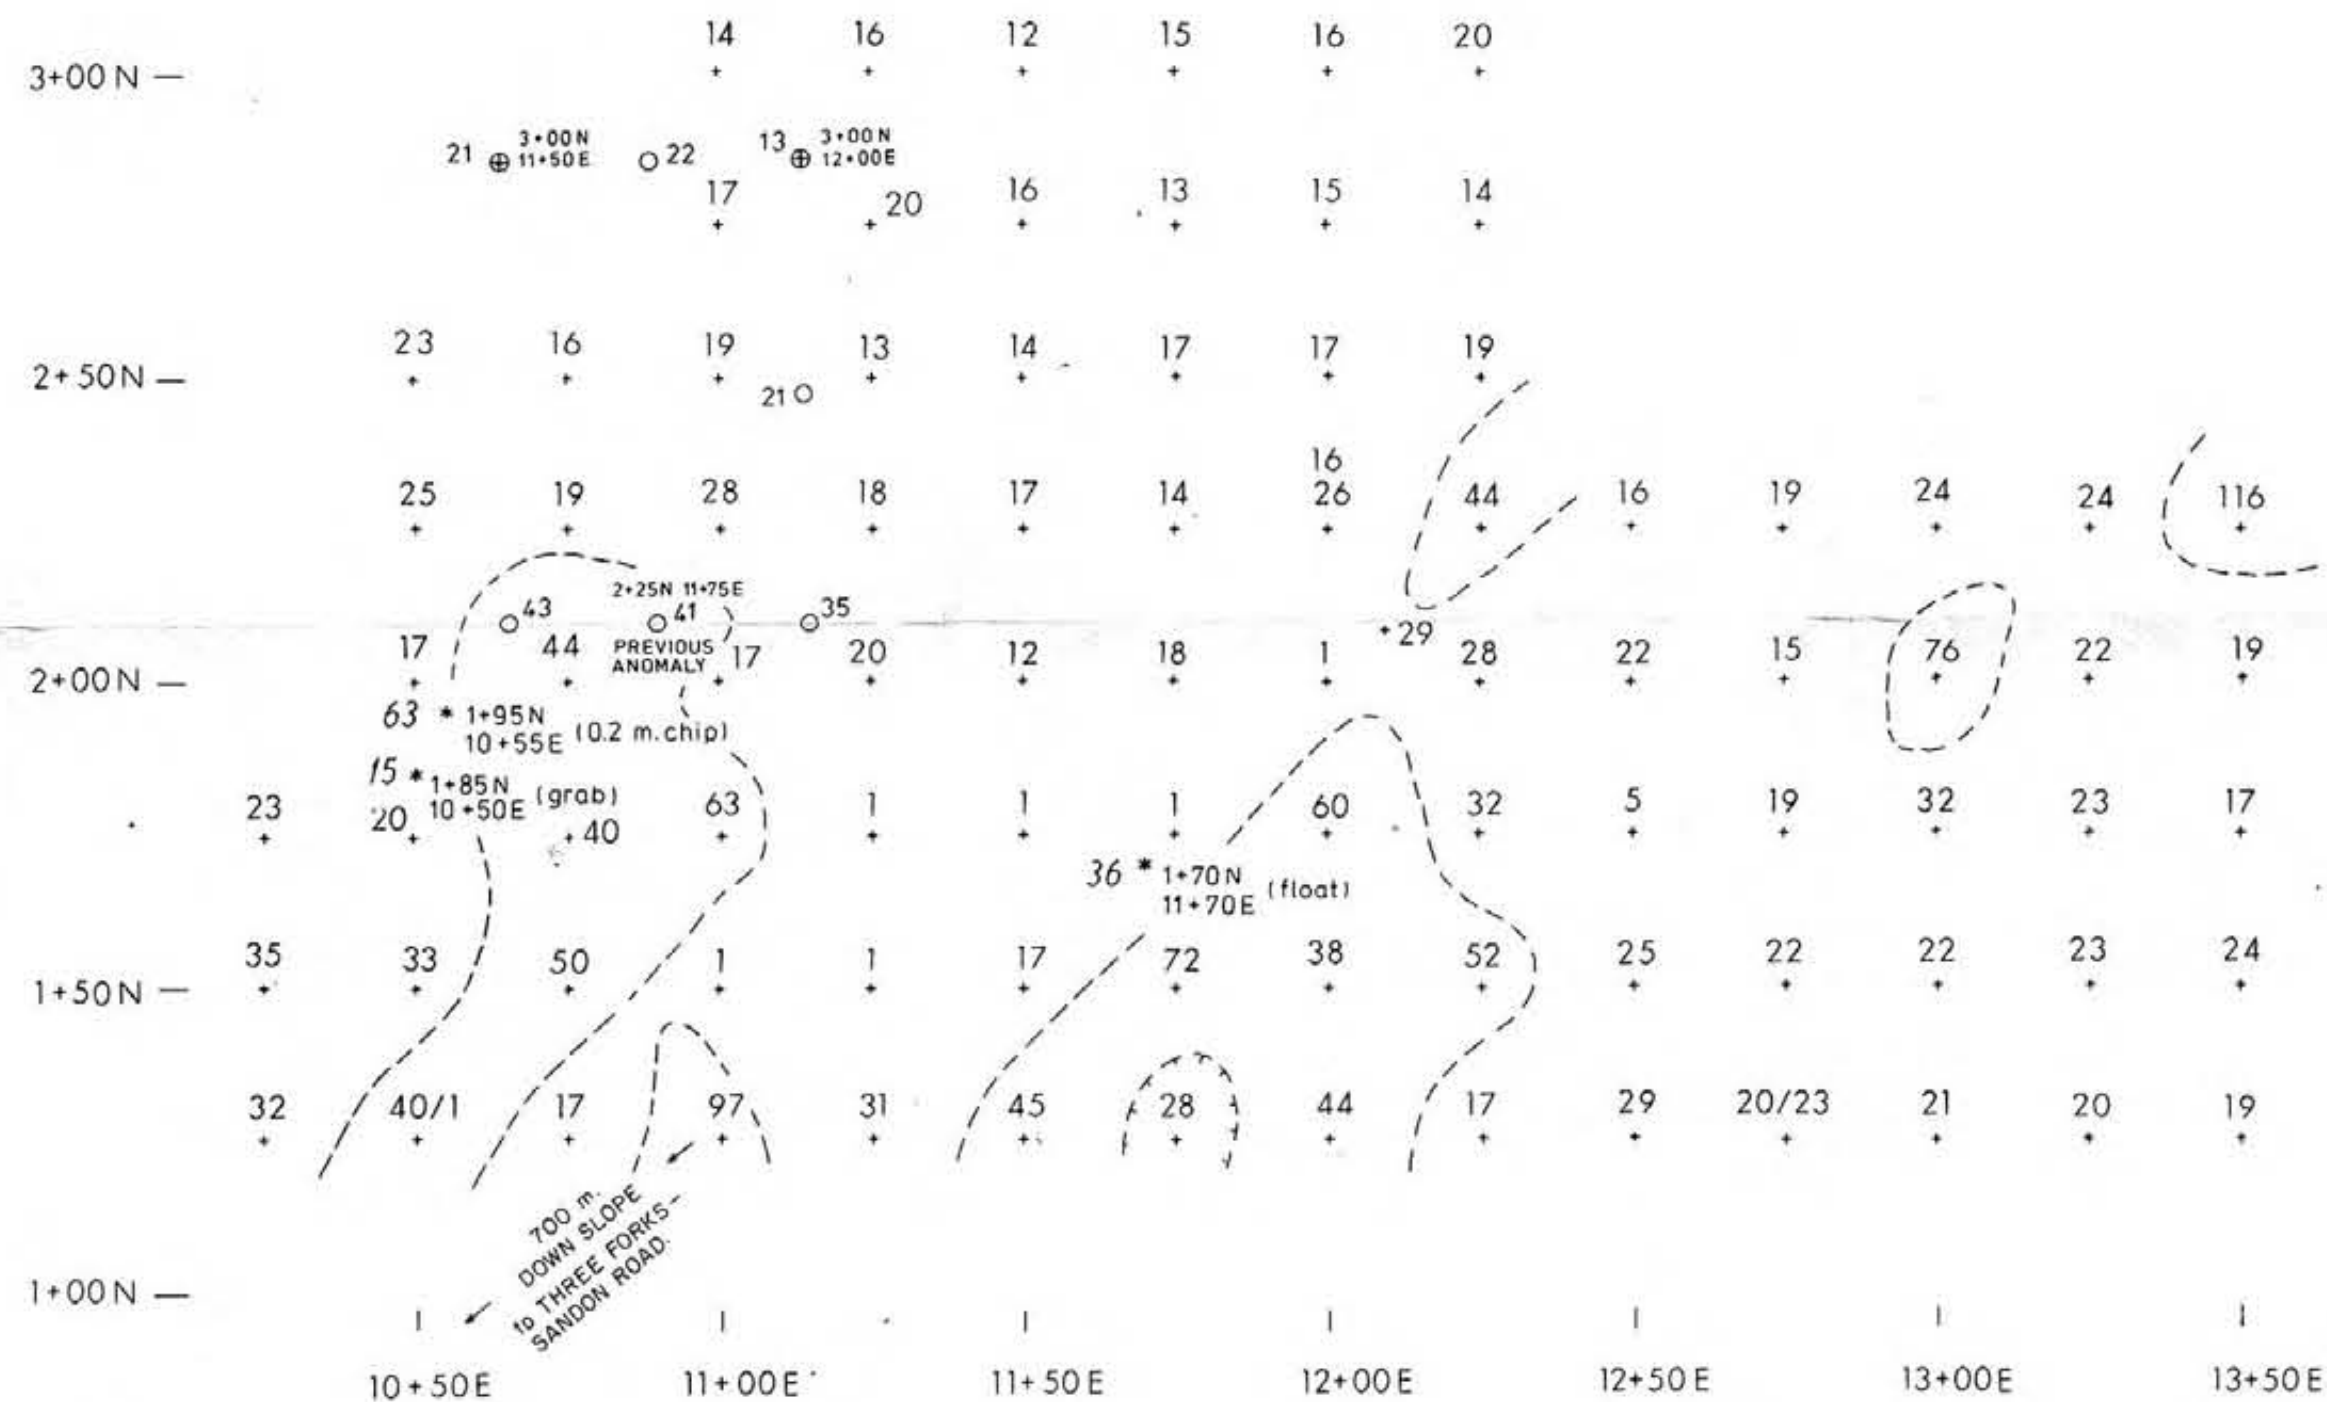 14 16 12 15 16 20
3+00N
21 3+00N 22 13 3+00N
11+50E 12+00E
17 20 16 13 15 14
23 16 19 13 14 17 17 19
2+50N
21
16
25 19 28 18 17 14 26 44 16 19 24 24 116
2+25N 11+75E
43 41 35
29
17 44 PREVIOUS 17 20 12 18 1 28 22 15 76 22 19
ANOMALY
2+00N
63 * 1+95N
10+55E (0.2 m. chip)
15 * 1+85N
10+50E (grab)
23 20 40 63 1 1 1 60 32 5 19 32 23 17
36 * 1+70N
11+70E (float)
35 33 50 1 1 17 72 38 52 25 22 22 23 24
1+50N
32 40/1 17 97 31 45 28 44 17 29 20/23 21 20 19
700 m.
DOWN SLOPE
to THREE FORKS-
SANDON ROAD.
1+00N
10+50E 11+00E 11+50E 12+00E 12+50E 13+00E 13+50E